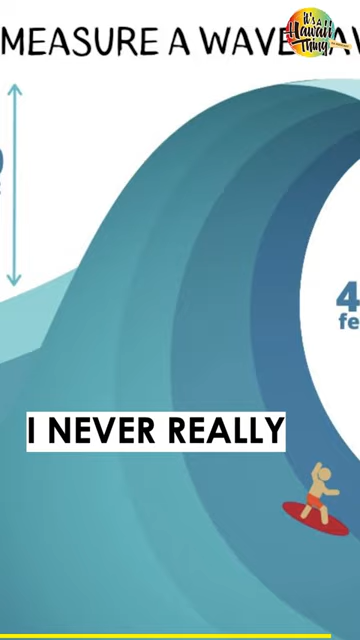 MEASURE A WAVE
iT'S A
HAWAii
THiNg
4
fe
I NEVER REALLY